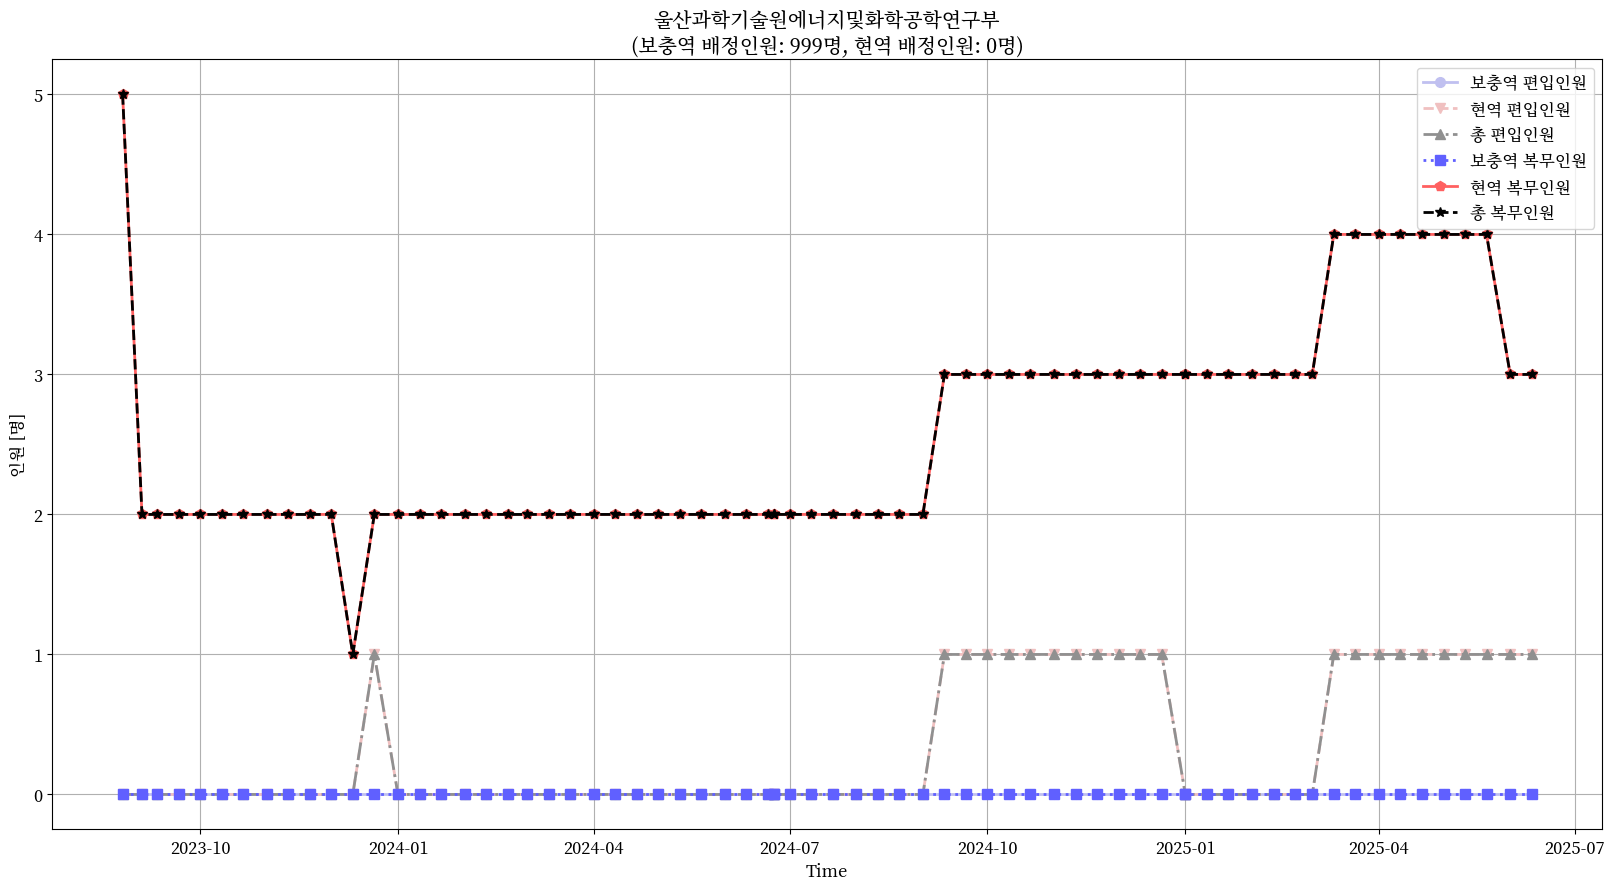 울산과학기술원에너지및화학공학연구부
(보충역 배정인원: 999명, 현역 배정인원: 0명)
보충역 편입인원
현역 편입인원
총 편입인원
보충역 복무인원
현역 복무인원
총 복무인원
인원 [명]
5
4
3
2
1
0
2023-10
2024-01
2024-04
2024-07
2024-10
2025-01
2025-04
2025-07
Time